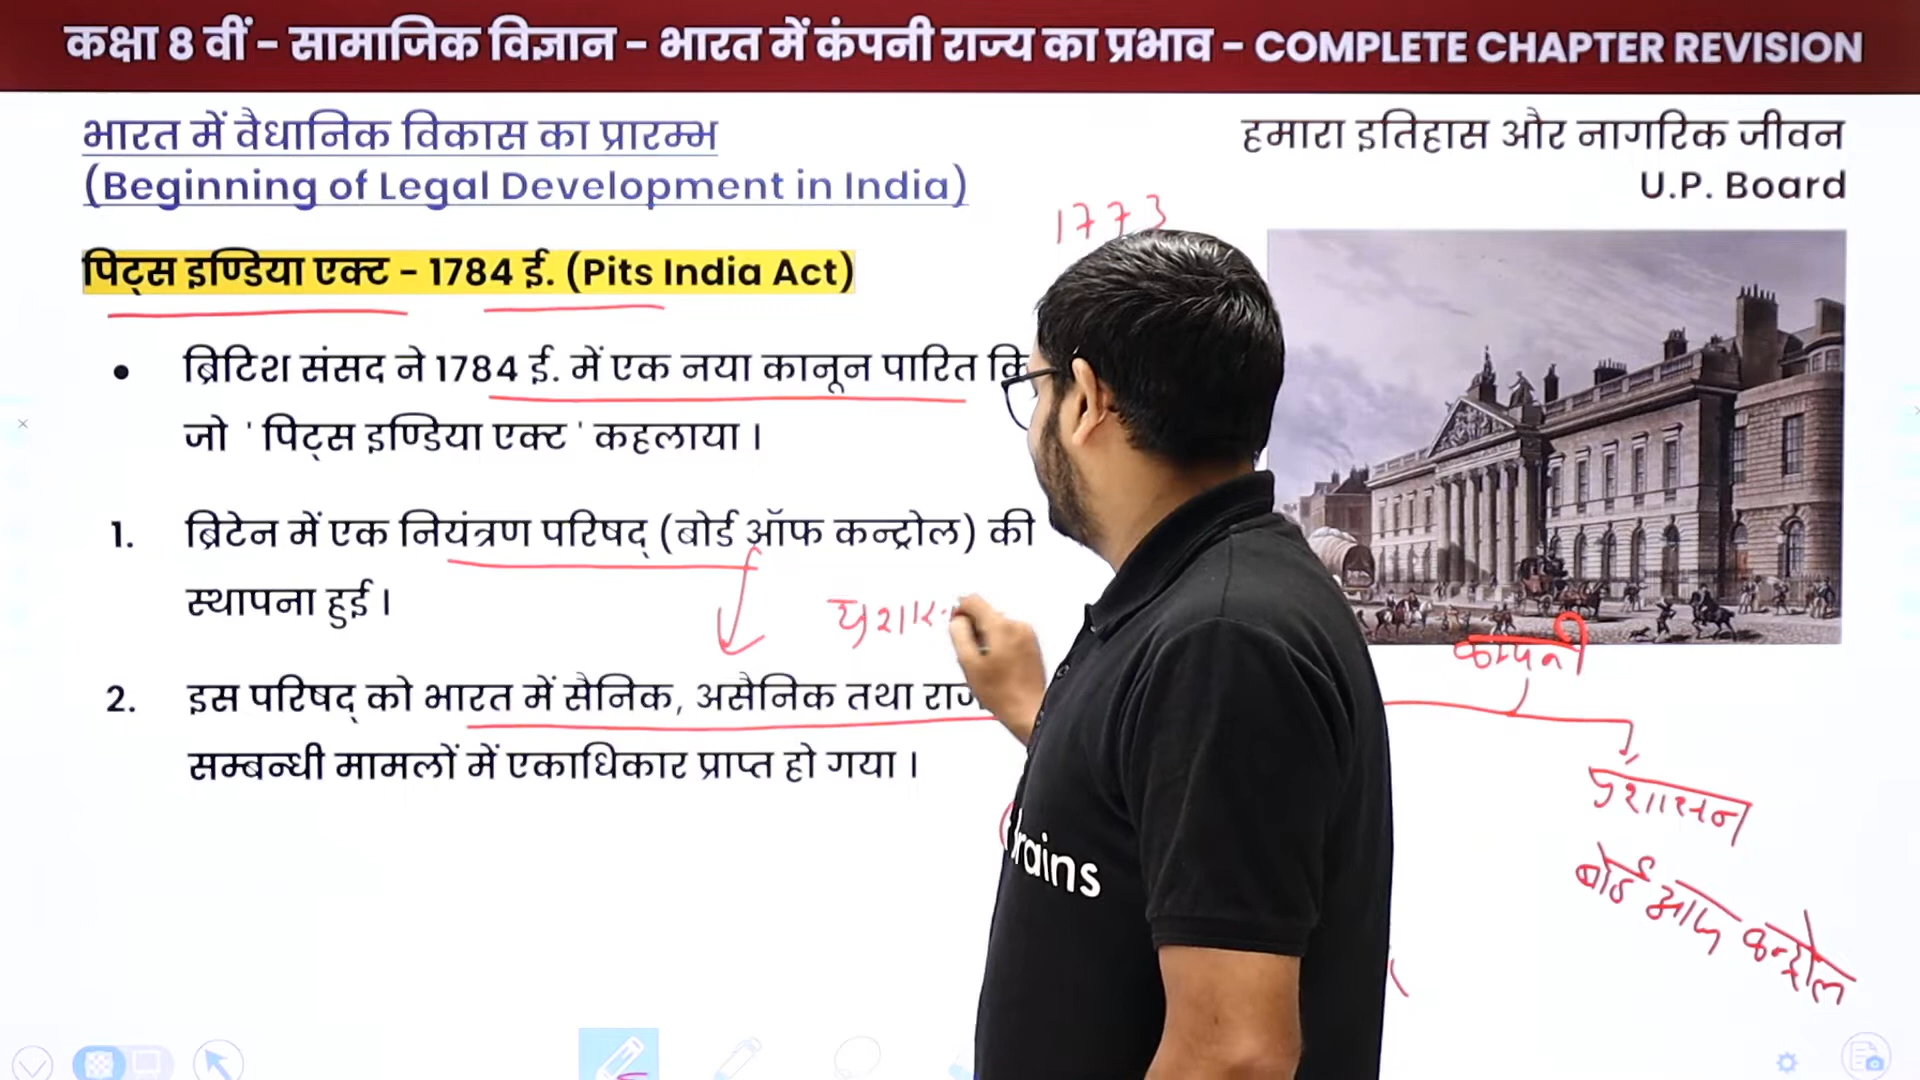 कक्षा 8 वीं - सामाजिक विज्ञान - भारत में कंपनी राज्य का प्रभाव - COMPLETE CHAPTER REVISION
भारत में वैधानिक विकास का प्रारम्भ
(Beginning of Legal Development in India)
हमारा इतिहास और नागरिक जीवन
U.P. Board
1773
पिट्स इण्डिया एक्ट - 1784 ई. (Pits India Act)
• ब्रिटिश संसद ने 1784 ई. में एक नया कानून पारित
जो ' पिट्स इण्डिया एक्ट ' कहलाया ।
1. ब्रिटेन में एक नियंत्रण परिषद् (बोर्ड ऑफ कन्ट्रोल) की
स्थापना हुई ।
2. इस परिषद् को भारत में सैनिक, असैनिक तथा
सम्बन्धी मामलों में एकाधिकार प्राप्त हो गया ।
कम्पनी
प्रशासन
बोर्ड आफ कन्ट्रोल
rains